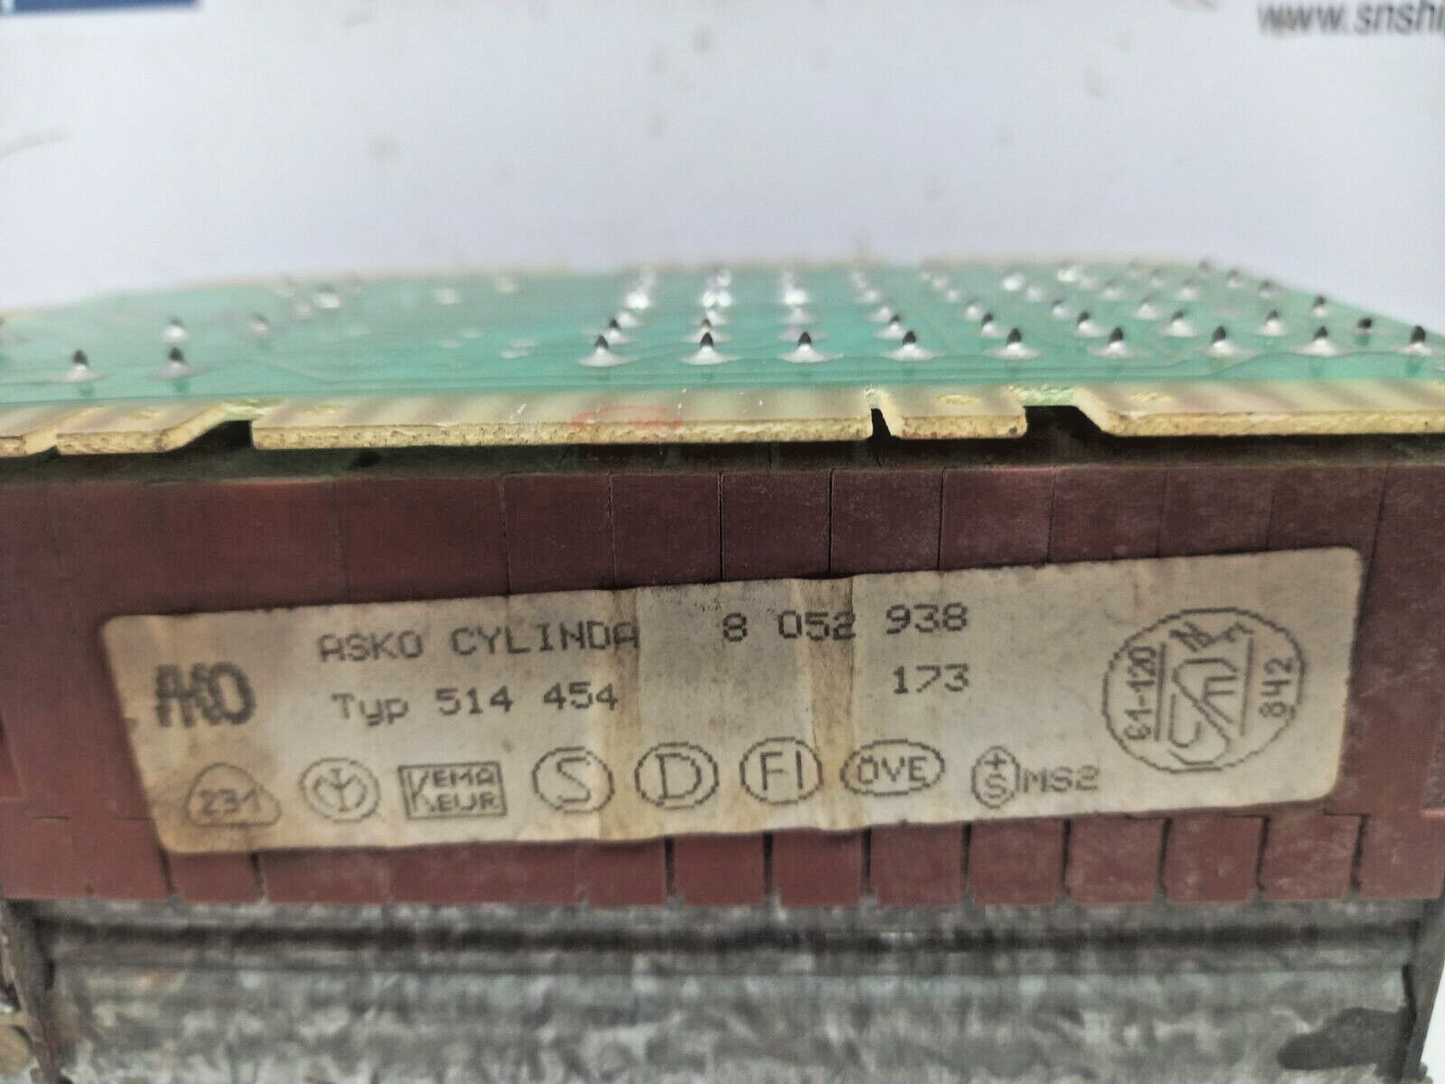 www.snship
AKO
ASKO CYLINDA 8 052 938
Typ 514 454 173
231
KEMA
KEUR
S
D
FI
ÖVE
+
S
MS2
61-120
842